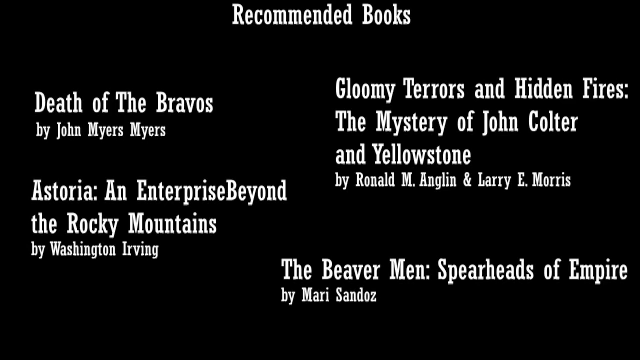 Recommended Books
Death of The Bravos
by John Myers Myers
Astoria: An EnterpriseBeyond
the Rocky Mountains
by Washington Irving
Gloomy Terrors and Hidden Fires:
The Mystery of John Colter
and Yellowstone
by Ronald M. Anglin & Larry E. Morris
The Beaver Men: Spearheads of Empire
by Mari Sandoz